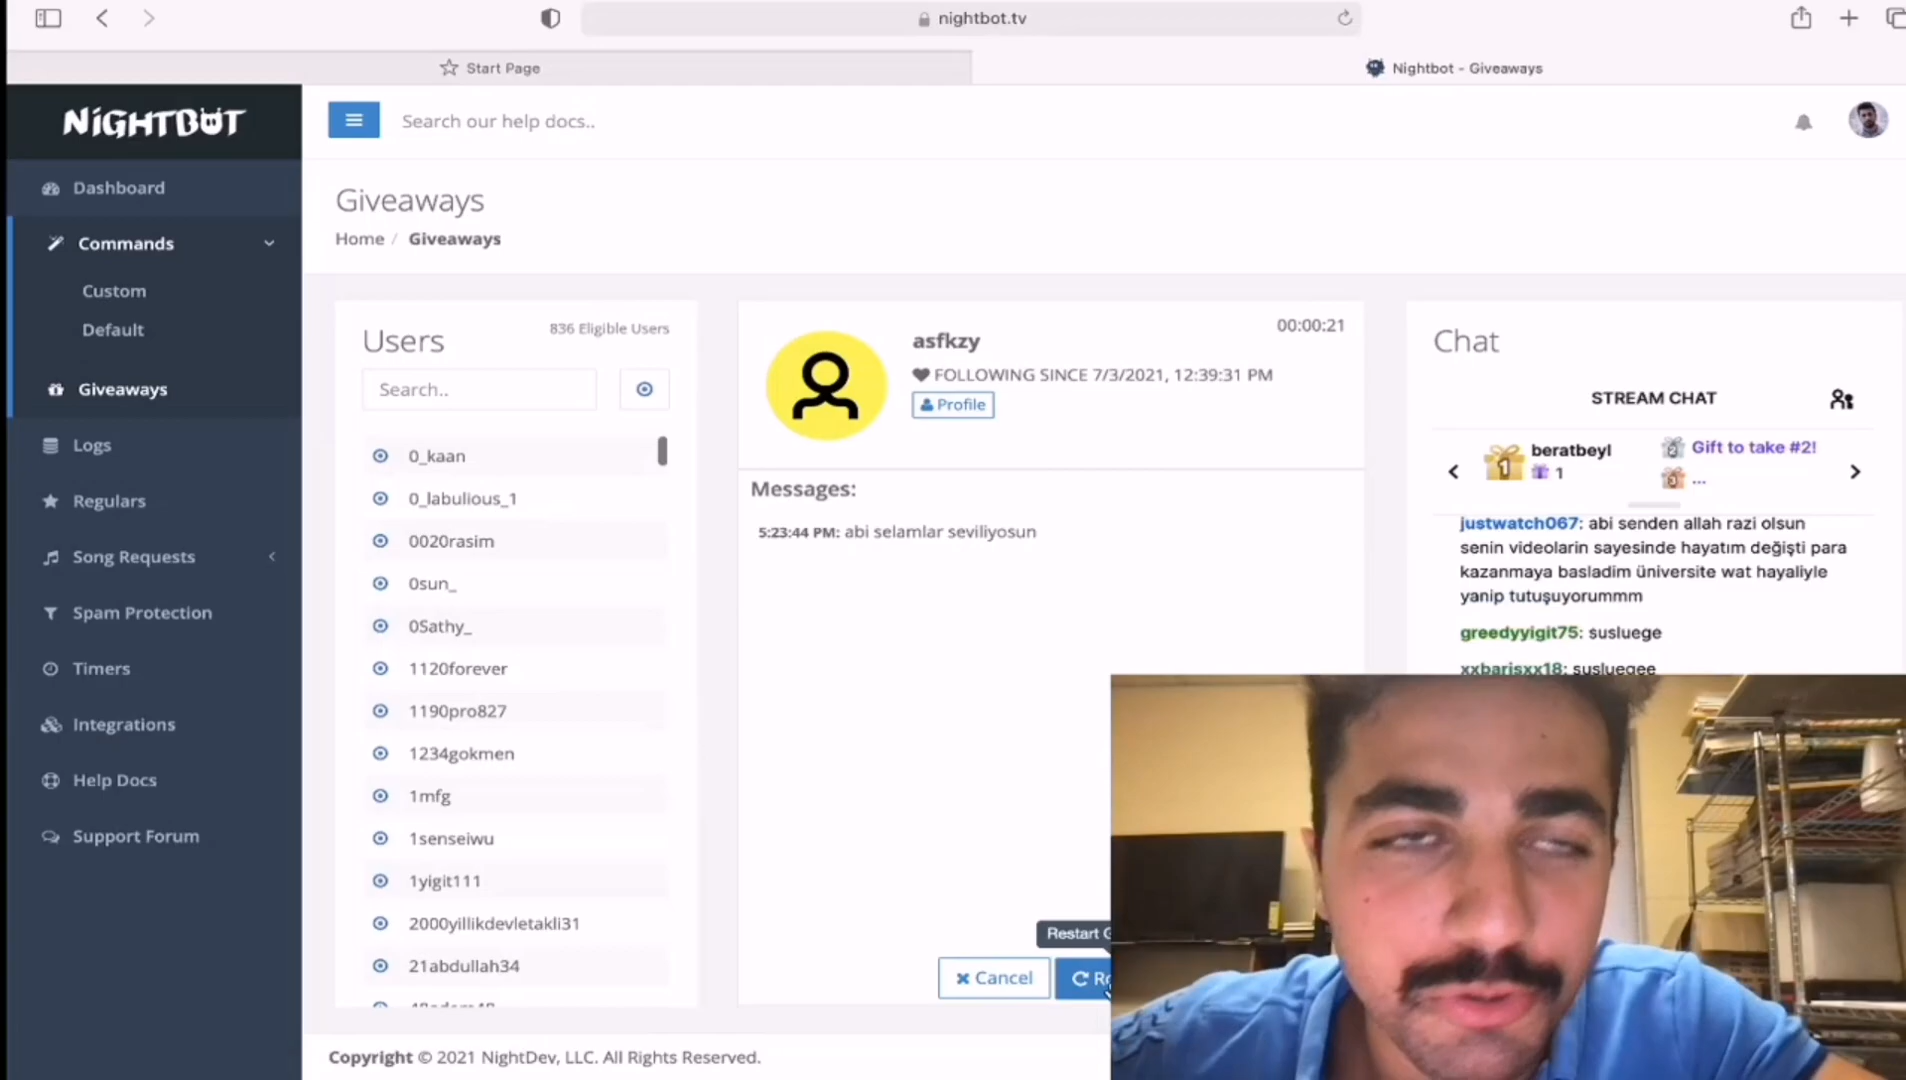 nightbot.tv
Start Page
Nightbot - Giveaways
NiGHTBOT
Search our help docs..
Dashboard
Commands
Custom
Default
Giveaways
Logs
Regulars
Song Requests
Spam Protection
Timers
Integrations
Help Docs
Support Forum
Giveaways
Home / Giveaways
Users
836 Eligible Users
Search..
0_kaan
0_labulious_1
0020rasim
0sun_
0Sathy_
1120forever
1190pro827
1234gokmen
1mfg
1senseiwu
1yigit111
2000yillikdevletakli31
21abdullah34
asfkzy
00:00:21
FOLLOWING SINCE 7/3/2021, 12:39:31 PM
Profile
Messages:
5:23:44 PM: abi selamlar seviliyosun
Restart
Cancel
Chat
STREAM CHAT
1
beratbeyl
1
2
Gift to take #2!
3
...
justwatch067: abi senden allah razi olsun
senin videolarin sayesinde hayatım değişti para
kazanmaya basladim üniversite wat hayaliyle
yanip tutuşuyorummm
greedyyigit75: susluege
xxbarisxx18: suslueqee
Copyright © 2021 NightDev, LLC. All Rights Reserved.